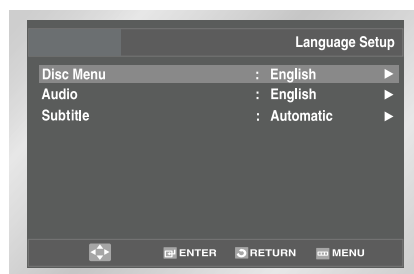 Language Setup
Disc Menu : English ►
Audio : English ►
Subtitle : Automatic ►
ENTER RETURN MENU